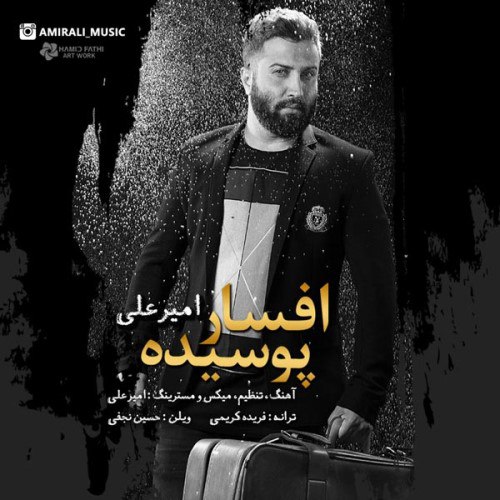 AMIRALI_MUSIC
HAMID FATHI
ART WORK
افسار امیرعلی
پوسیده
آهنگ، تنظیم، میکس و مسترینگ : امیرعلی
ترانه : فریده کریمی ویلن : حسین نجفی